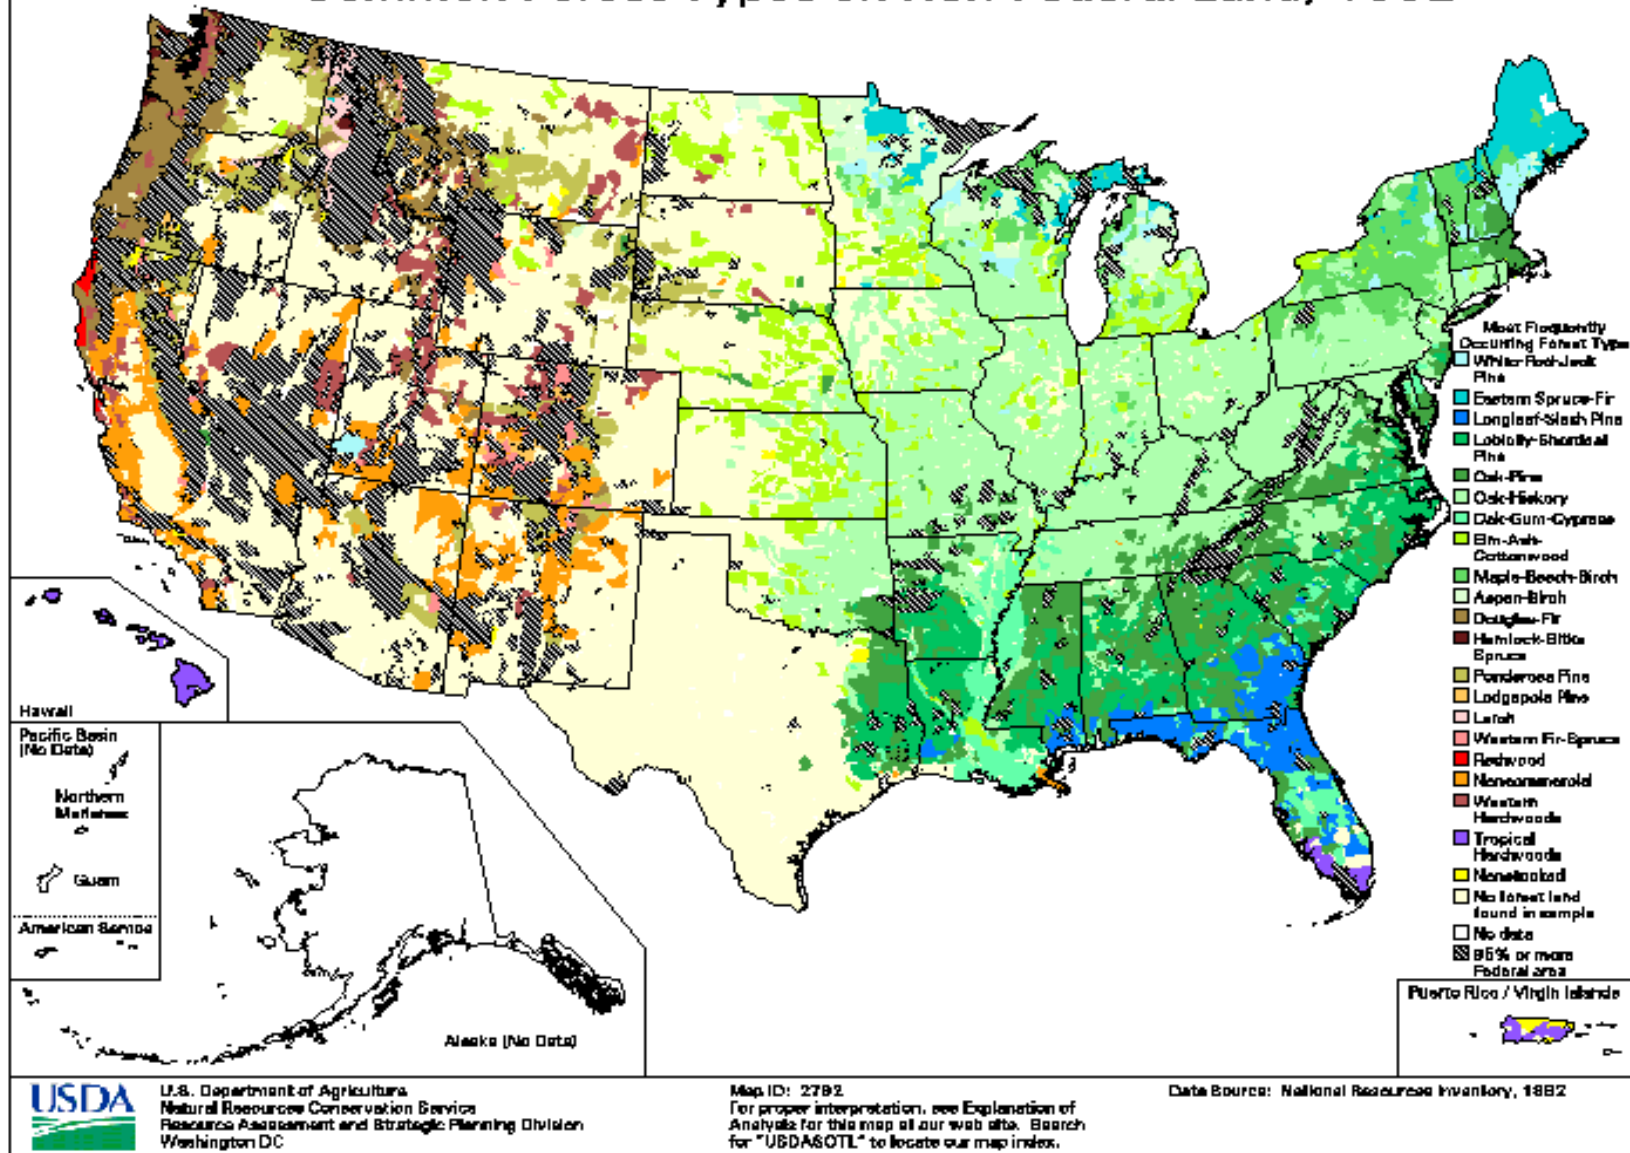 Most Frequently
Occurring Forest Type
White-Red-Jack
Pine
Eastern Spruce-Fir
Longleaf-Slash Pine
Loblolly-Shortleaf
Pine
Oak-Pine
Oak-Hickory
Oak-Gum-Cypress
Elm-Ash-
Cottonwood
Maple-Beech-Birch
Aspen-Birch
Douglas-Fir
Hemlock-Sitka
Spruce
Ponderosa Pine
Lodgepole Pine
Larch
Western Fir-Spruce
Redwood
Noncommercial
Western
Hardwoods
Tropical
Hardwoods
Nonstocked
No forest land
found in sample
No data
95% or more
Federal area
Hawaii
Pacific Basin
(No Data)
Northern
Marianas
Guam
American Samoa
Alaska (No Data)
Puerto Rico / Virgin Islands
USDA
U.S. Department of Agriculture
Natural Resources Conservation Service
Resource Assessment and Strategic Planning Division
Washington DC
Map ID: 2792
For proper interpretation, see Explanation of
Analysis for this map at our web site. Search
for "USDASOTL" to locate our map index.
Data Source: National Resources Inventory, 1992